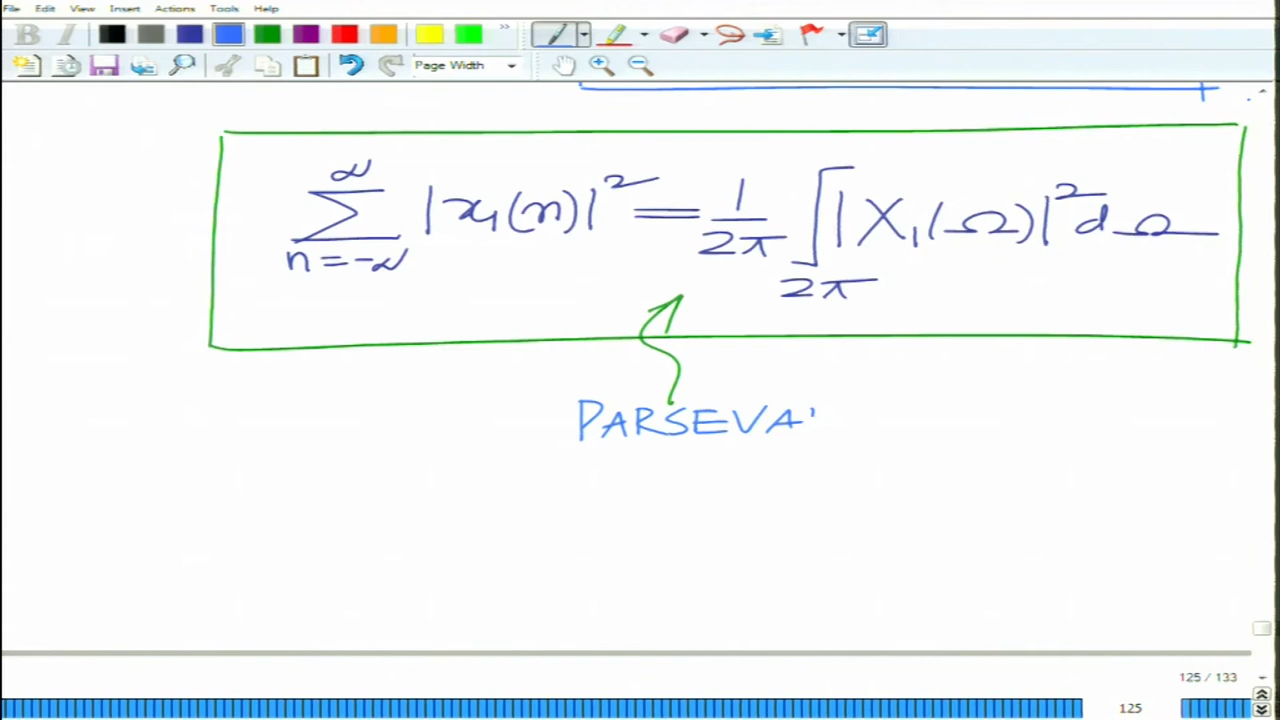 File Edit View Insert Actions Tools Help
B I
Page Width
∞
∑ |x₁(n)|² = 1/2π ∫ |X₁(Ω)|² dΩ
n=-∞ 2π
PARSEVA
125 / 133
125